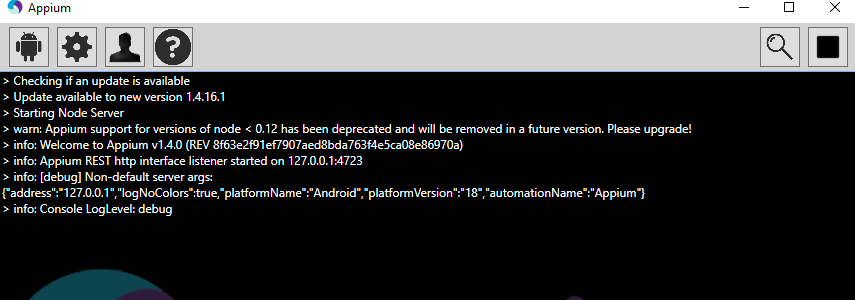 Appium
> Checking if an update is available
> Update available to new version 1.4.16.1
> Starting Node Server
> warn: Appium support for versions of node < 0.12 has been deprecated and will be removed in a future version. Please upgrade!
> info: Welcome to Appium v1.4.0 (REV 8f63e2f91ef7907aed8bda763f4e5ca08e86970a)
> info: Appium REST http interface listener started on 127.0.0.1:4723
> info: [debug] Non-default server args:
{"address":"127.0.0.1","logNoColors":true,"platformName":"Android","platformVersion":"18","automationName":"Appium"}
> info: Console LogLevel: debug